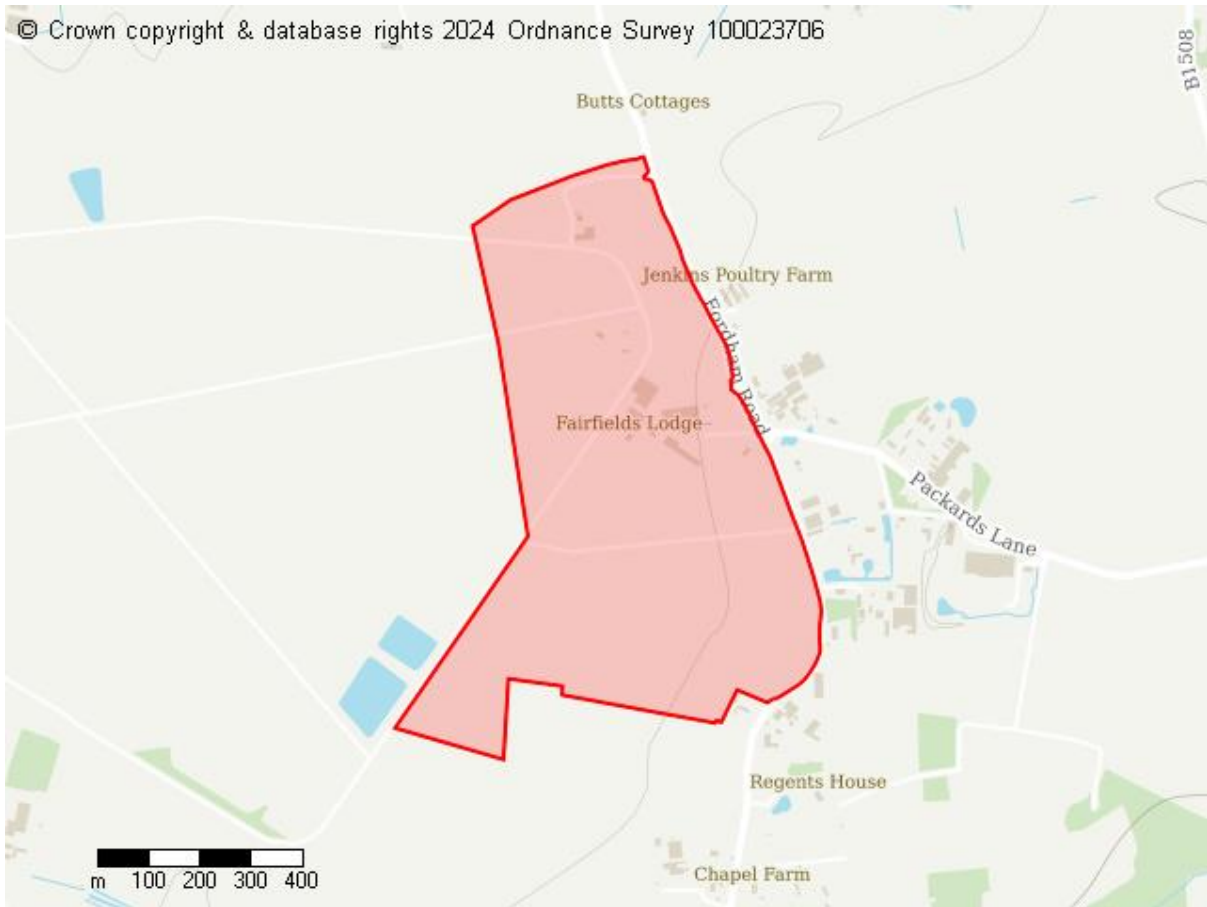 © Crown copyright & database rights 2024 Ordnance Survey 100023706
B1508
Butts Cottages
Jenkins Poultry Farm
Fordham Road
Fairfields Lodge
Packards Lane
Regents House
Chapel Farm
m 100 200 300 400